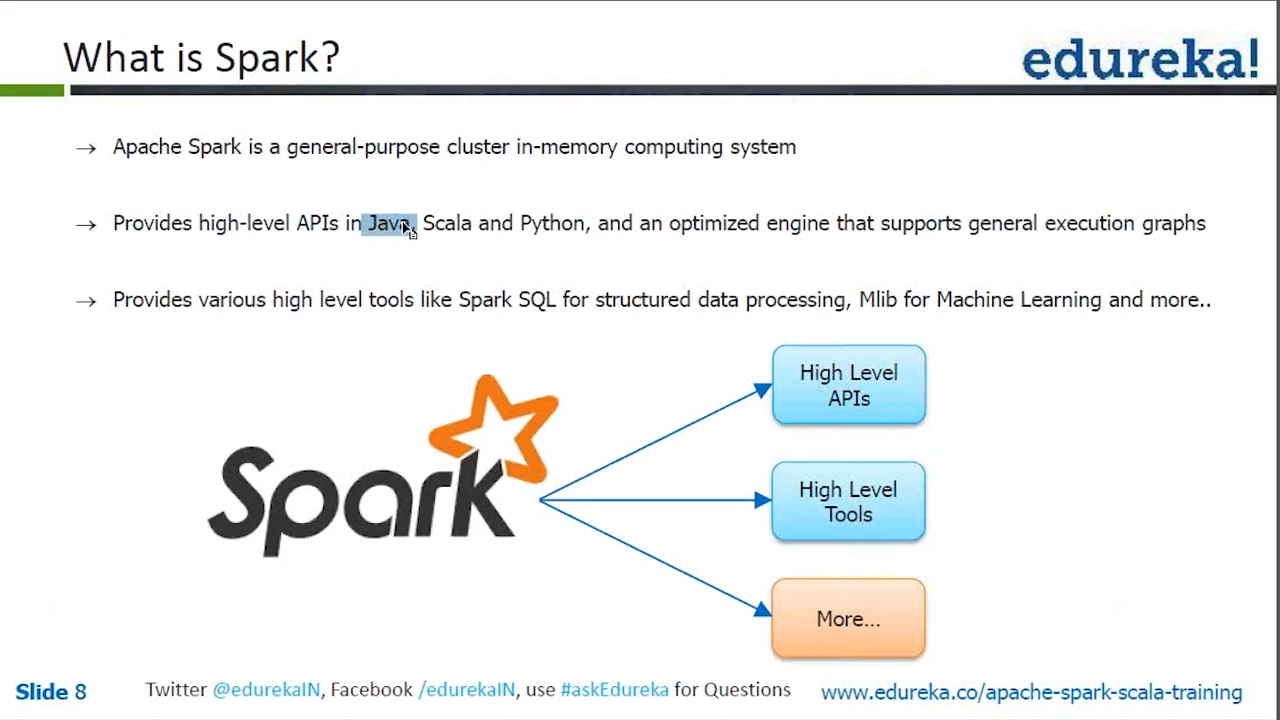 What is Spark?
edureka!
→ Apache Spark is a general-purpose cluster in-memory computing system
→ Provides high-level APIs in Java, Scala and Python, and an optimized engine that supports general execution graphs
→ Provides various high level tools like Spark SQL for structured data processing, Mlib for Machine Learning and more..
Spark
High Level
APIs
High Level
Tools
More...
Slide 8
Twitter @edurekaIN, Facebook /edurekaIN, use #askEdureka for Questions
www.edureka.co/apache-spark-scala-training